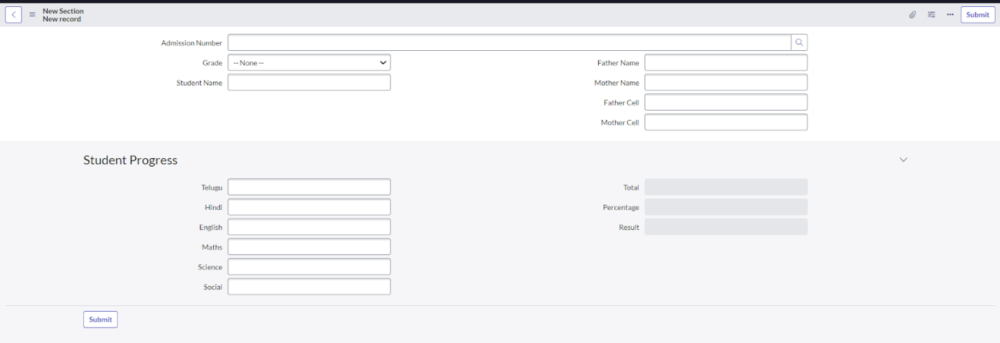 New Section
New record
Submit
Admission Number
Grade
-- None --
Father Name
Student Name
Mother Name
Father Cell
Mother Cell
Student Progress
Telugu
Total
Hindi
Percentage
English
Result
Maths
Science
Social
Submit